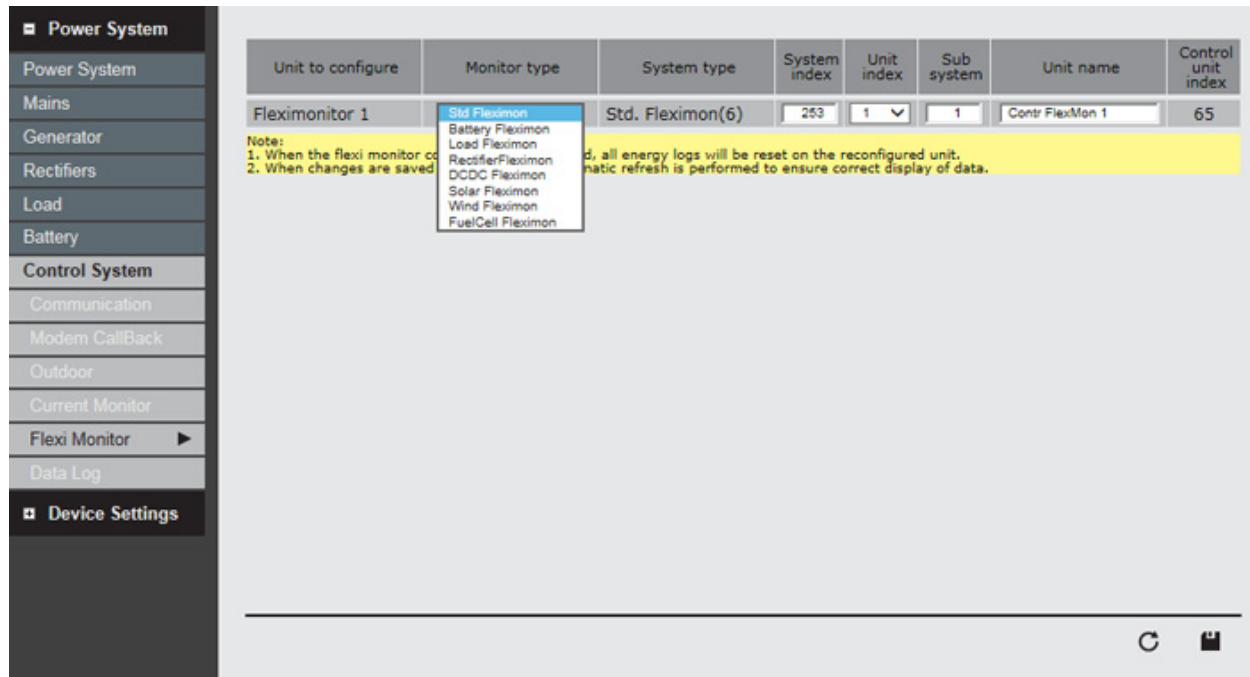 Power System
Power System
Mains
Generator
Rectifiers
Load
Battery
Control System
Communication
Modem CallBack
Outdoor
Current Monitor
Flexi Monitor
Data Log
Device Settings
Unit to configure Monitor type System type System index Unit index Sub system Unit name Control unit index
Fleximonitor 1 Std Fleximon Std. Fleximon(6) 253 1 1 Contr FlexMon 1 65
Battery Fleximon
Load Fleximon
RectifierFleximon
DCDC Fleximon
Solar Fleximon
Wind Fleximon
FuelCell Fleximon
Note:
1. When the flexi monitor d, all energy logs will be reset on the reconfigured unit.
2. When changes are saved matic refresh is performed to ensure correct display of data.